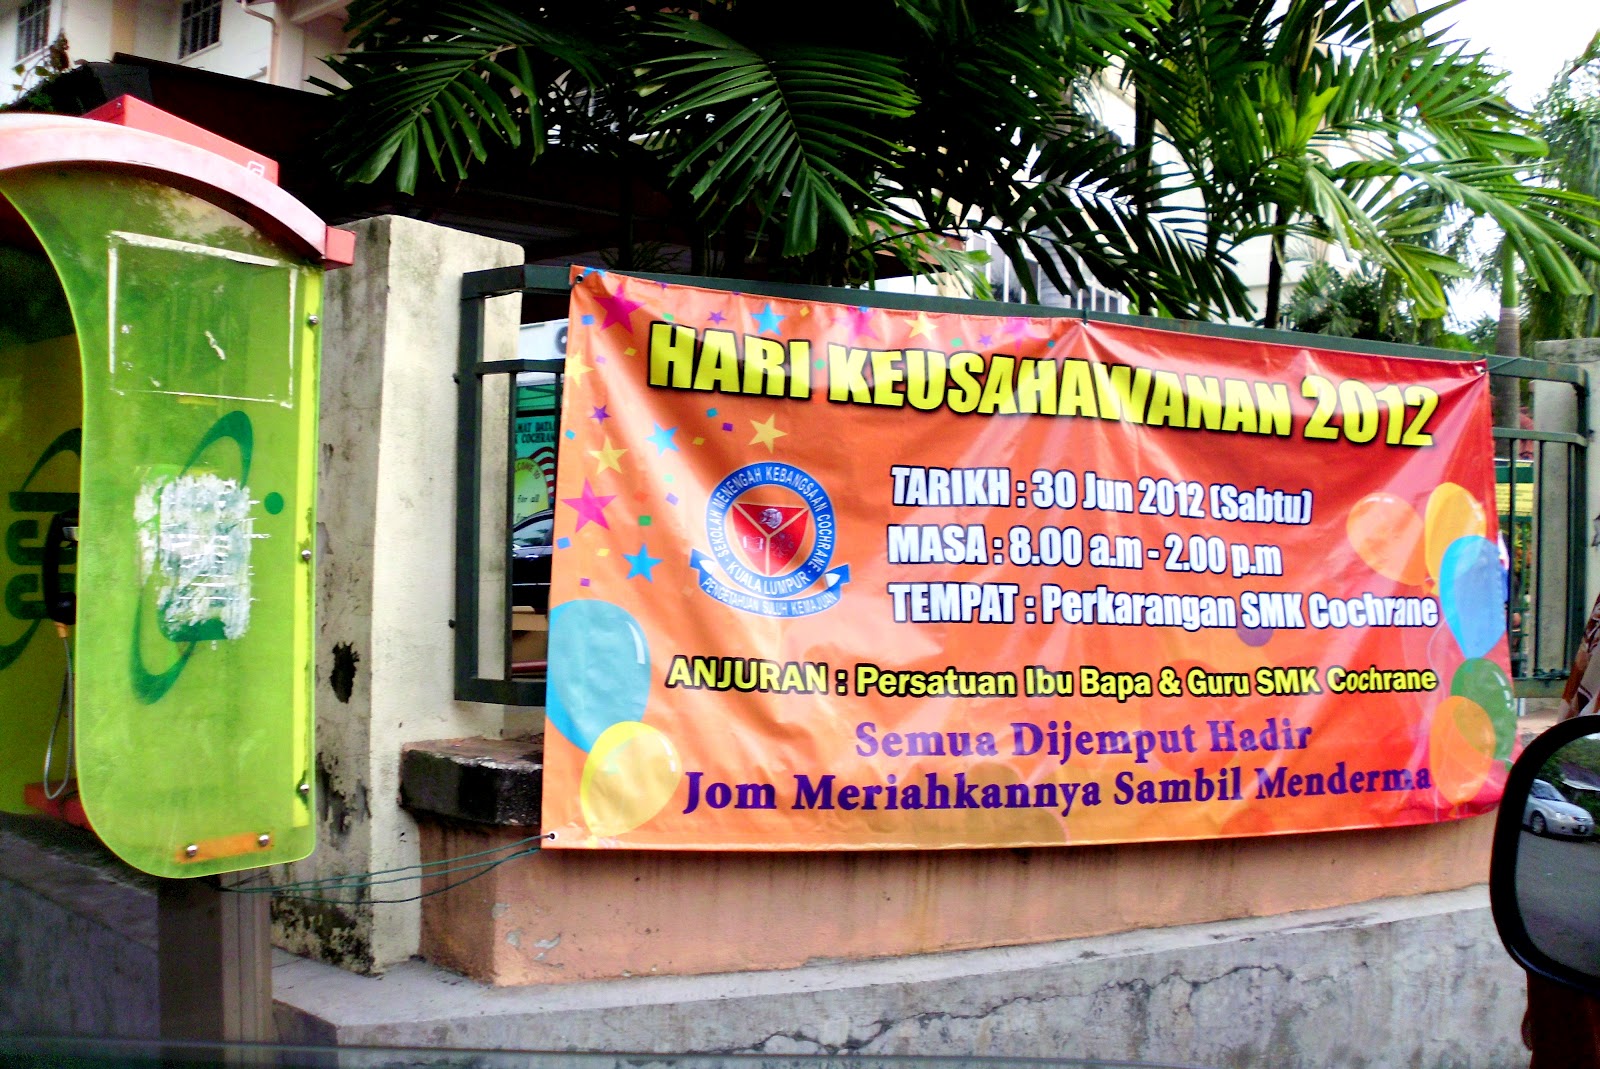 HARI KEUSAHAWANAN 2012
TARIKH : 30 Jun 2012 (Sabtu)
MASA : 8.00 a.m - 2.00 p.m
TEMPAT : Perkarangan SMK Cochrane
SEKOLAH MENENGAH KEBANGSAAN COCHRANE
KUALA LUMPUR
PENGETAHUAN SULUH KEMAJUAN
ANJURAN : Persatuan Ibu Bapa & Guru SMK Cochrane
Semua Dijemput Hadir
Jom Meriahkannya Sambil Menderma
for all